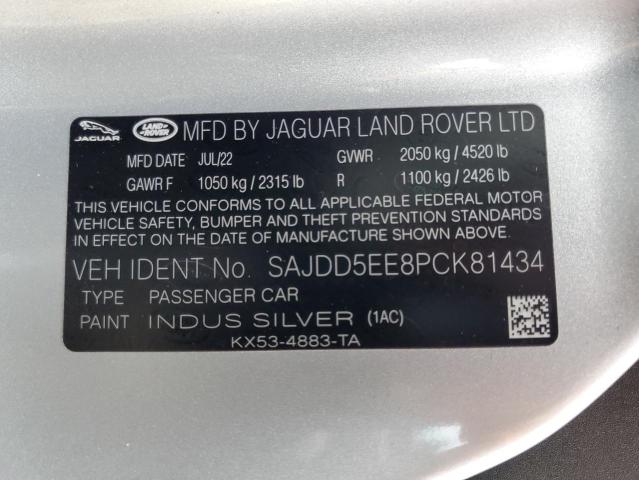 JAGUAR LAND ROVER MFD BY JAGUAR LAND ROVER LTD
MFD DATE JUL/22 GVWR 2050 kg / 4520 lb
GAWR F 1050 kg / 2315 lb R 1100 kg / 2426 lb
THIS VEHICLE CONFORMS TO ALL APPLICABLE FEDERAL MOTOR
VEHICLE SAFETY, BUMPER AND THEFT PREVENTION STANDARDS
IN EFFECT ON THE DATE OF MANUFACTURE SHOWN ABOVE.
VEH IDENT No. SAJDD5EE8PCK81434
TYPE PASSENGER CAR
PAINT INDUS SILVER (1AC)
KX53-4883-TA